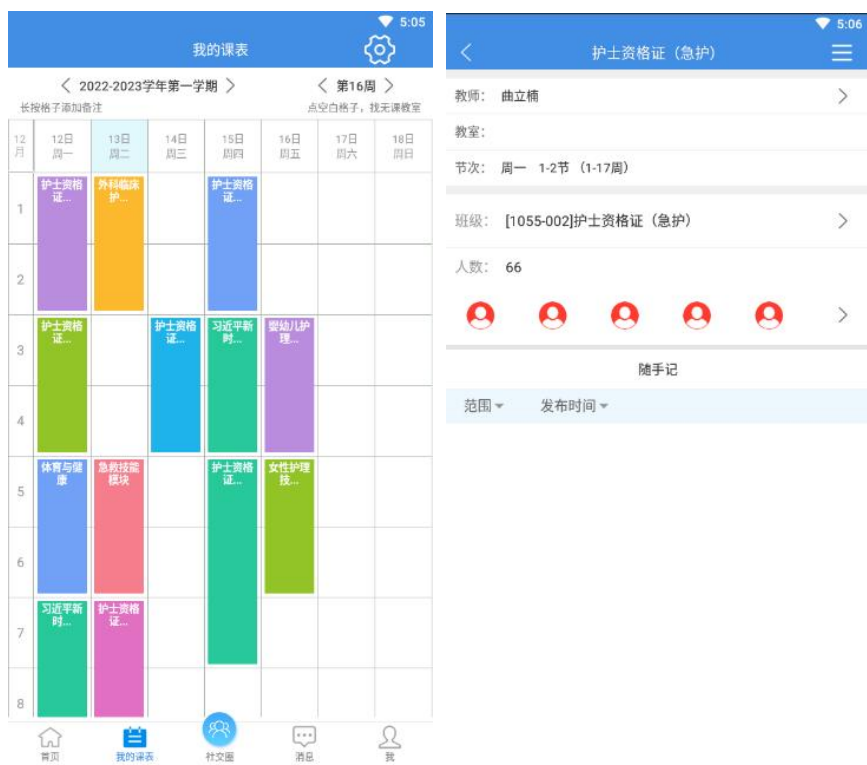 5:05
我的课表
2022-2023学年第一学期
第16周
长按格子添加备注
点空白格子，找无课教室
12月
12日 周一
13日 周二
14日 周三
15日 周四
16日 周五
17日 周六
18日 周日
1
护士资格证...
外科临床护...
护士资格证...
2
3
护士资格证...
护士资格证...
习近平新时...
婴幼儿护理...
4
5
体育与健康
急救技能模块
护士资格证...
女性护理技...
6
7
习近平新时...
护士资格证...
8
首页
我的课表
社交圈
消息
我
5:06
护士资格证（急护）
教师： 曲立楠
教室：
节次： 周一 1-2节（1-17周）
班级： [1055-002]护士资格证（急护）
人数： 66
随手记
范围
发布时间